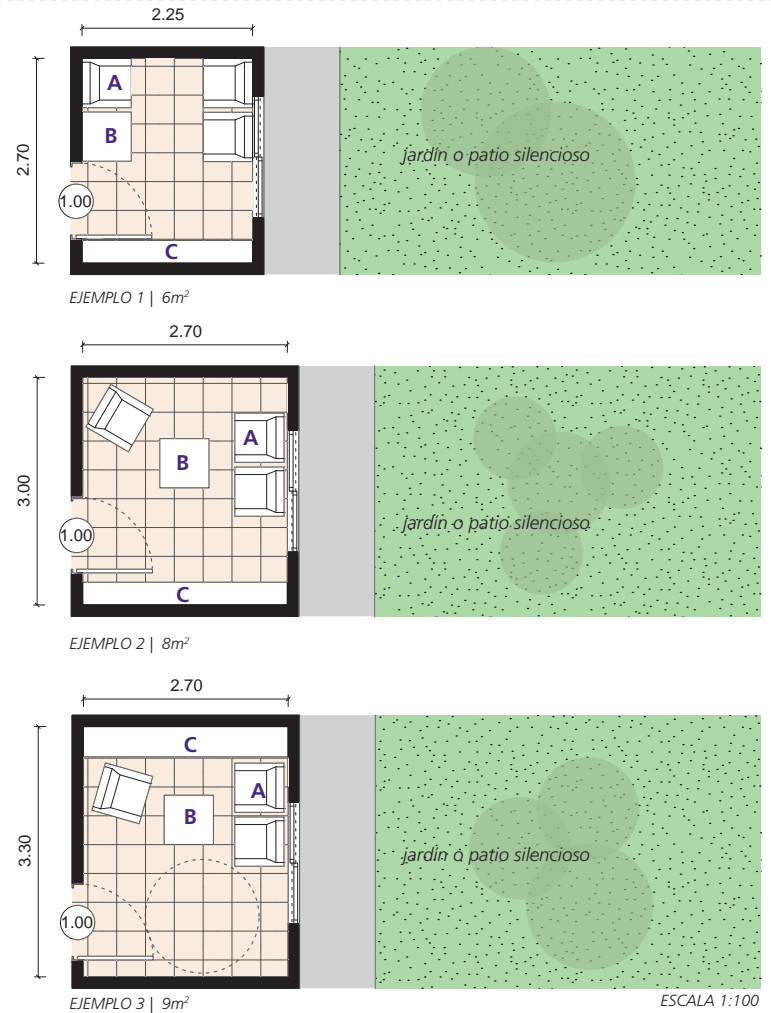 2.25
A
B
2.70
jardín o patio silencioso
1.00
C
EJEMPLO 1 | 6m²
2.70
A
B
3.00
jardín o patio silencioso
1.00
C
EJEMPLO 2 | 8m²
2.70
C
A
B
3.30
jardín o patio silencioso
1.00
EJEMPLO 3 | 9m²
ESCALA 1:100